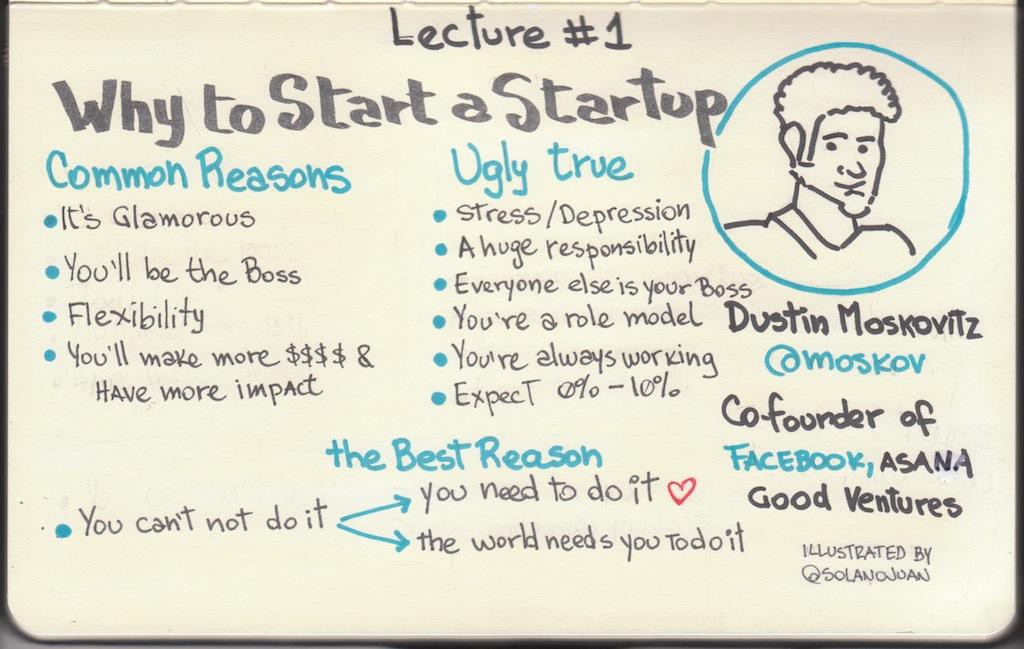 Lecture #1
Why to Start a Startup
Common Reasons
It's Glamorous
You'll be the Boss
Flexibility
You'll make more $$$$ &
HAve more impAct
Ugly true
Stress/Depression
A huge responsibility
Everyone else is your Boss
You're a role model
You're always working
Expect 0% - 10%
Dustin Moskovitz
@moskov
Co-founder of
FACEBOOK, ASANA
Good Ventures
the Best Reason
You can't not do it
you need to do it
the world needs you to do it
ILLUSTRATED BY
@SOLANOJUAN